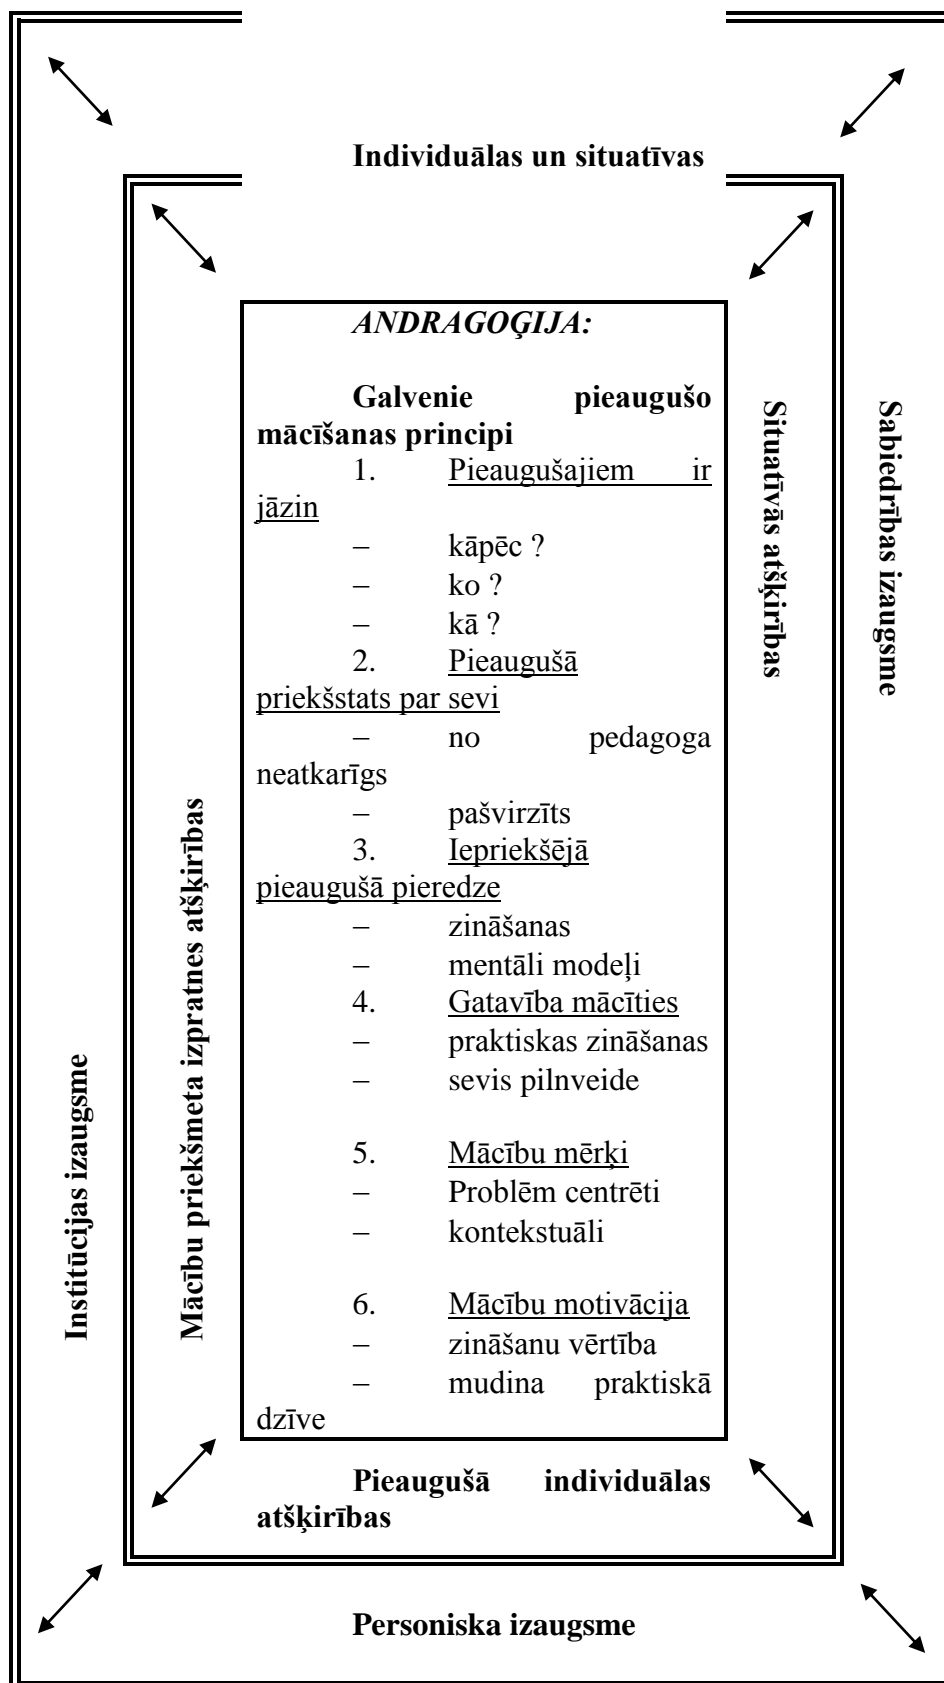 Individuālas un situatīvas
ANDRAGOĢIJA:
Galvenie pieaugušo
mācīšanas principi
1. Pieaugušajiem ir
jāzin
– kāpēc ?
– ko ?
– kā ?
2. Pieaugušā
priekšstats par sevi
– no pedagoga
neatkarīgs
– pašvirzīts
3. Iepriekšējā
pieaugušā pieredze
– zināšanas
– mentāli modeļi
4. Gatavība mācīties
– praktiskas zināšanas
– sevis pilnveide
5. Mācību mērķi
– Problēm centrēti
– kontekstuāli
6. Mācību motivācija
– zināšanu vērtība
– mudina praktiskā
dzīve
Pieaugušā individuālas
atšķirības
Personiska izaugsme
Institūcijas izaugsme
Mācību priekšmeta izpratnes atšķirības
Situatīvās atšķirības
Sabiedrības izaugsme